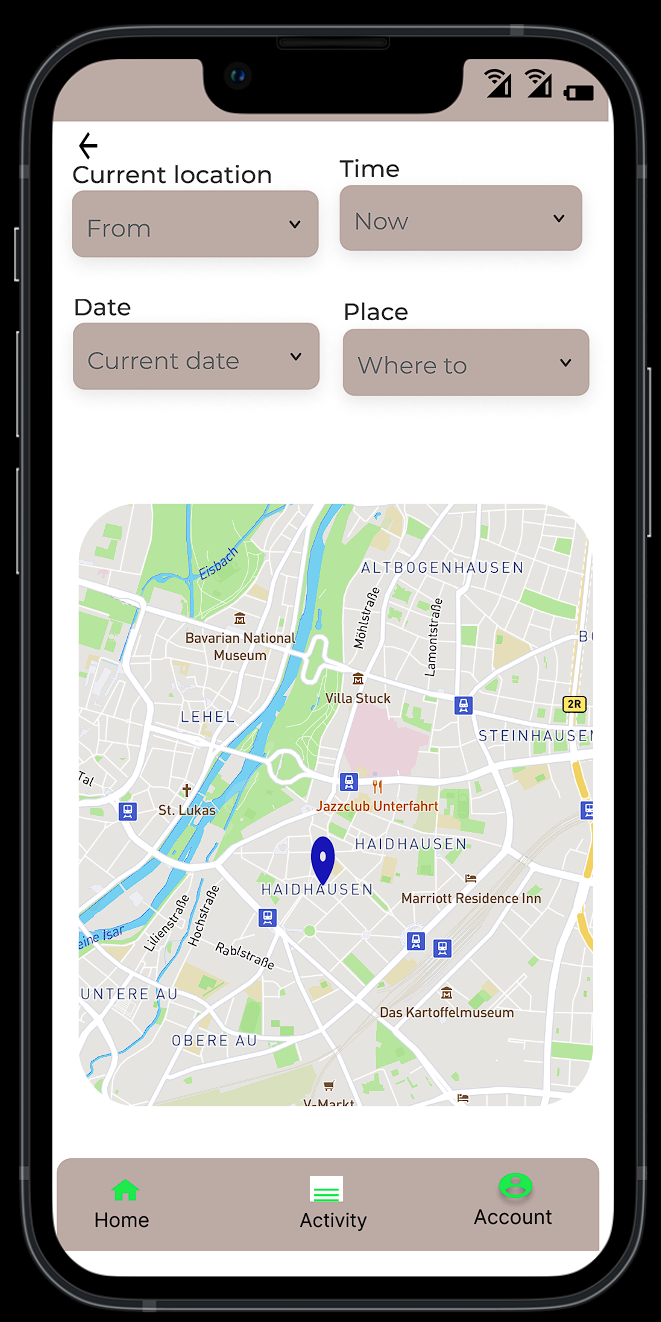 Current location
Time
From
Now
Date
Place
Current date
Where to
Eisbach
ALTBOGENHAUSEN
Möhlstraße
Lamontstraße
Bavarian National
Museum
Villa Stuck
2R
LEHEL
STEINHAUSEN
Tal
St. Lukas
Jazzclub Unterfahrt
HAIDHAUSEN
HAIDHAUSEN
Marriott Residence Inn
Lilienstraße
Hochstraße
eine Isar
Rablstraße
UNTERE AU
Das Kartoffelmuseum
OBERE AU
V-Markt
Home
Activity
Account